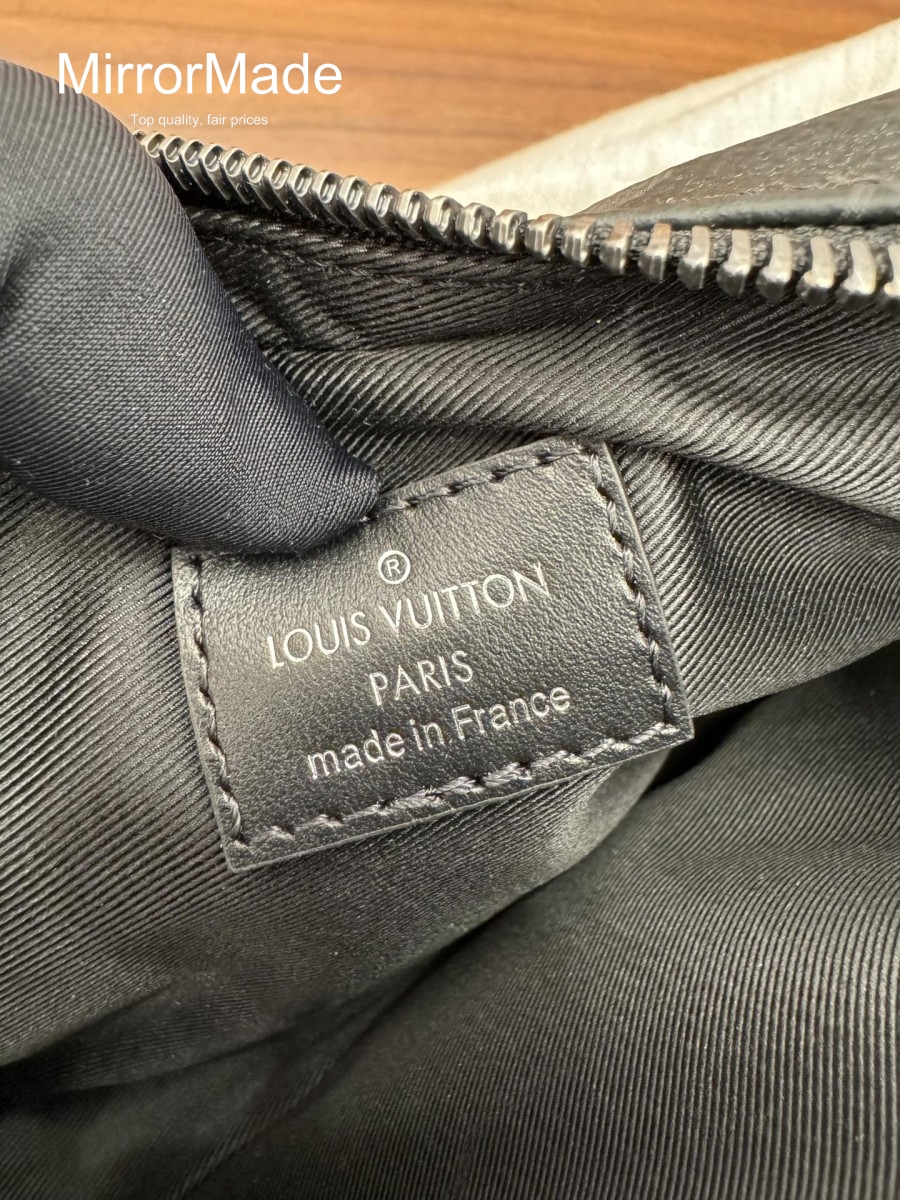 MirrorMade
Top quality, fair prices
®
LOUIS VUITTON
PARIS
made in France